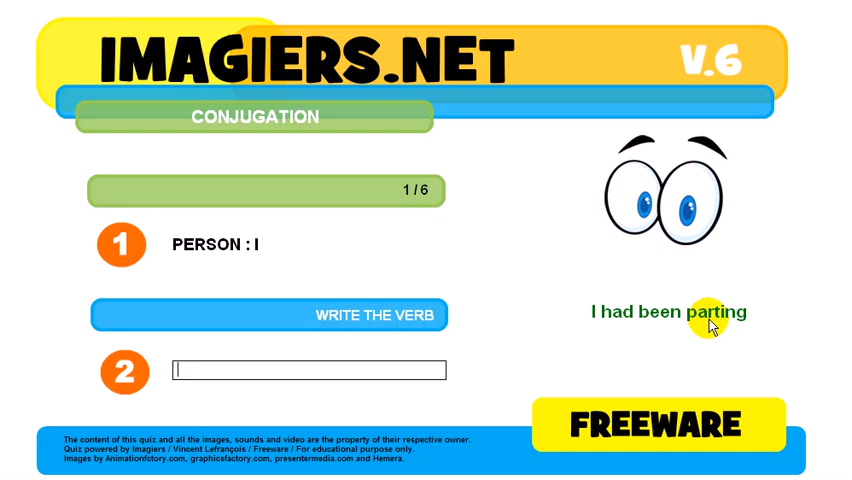 IMAGIERS.NET
V.6
CONJUGATION
1 / 6
1
PERSON : I
WRITE THE VERB
I had been parting
2
FREEWARE
The content of this quiz and all the images, sounds and video are the property of their respective owner.
Quiz powered by Imagiers / Vincent Lefrançois / Freeware / For educational purpose only.
Images by Animationfctory.com, graphicsfactory.com, presentermedia.com and Hemera.